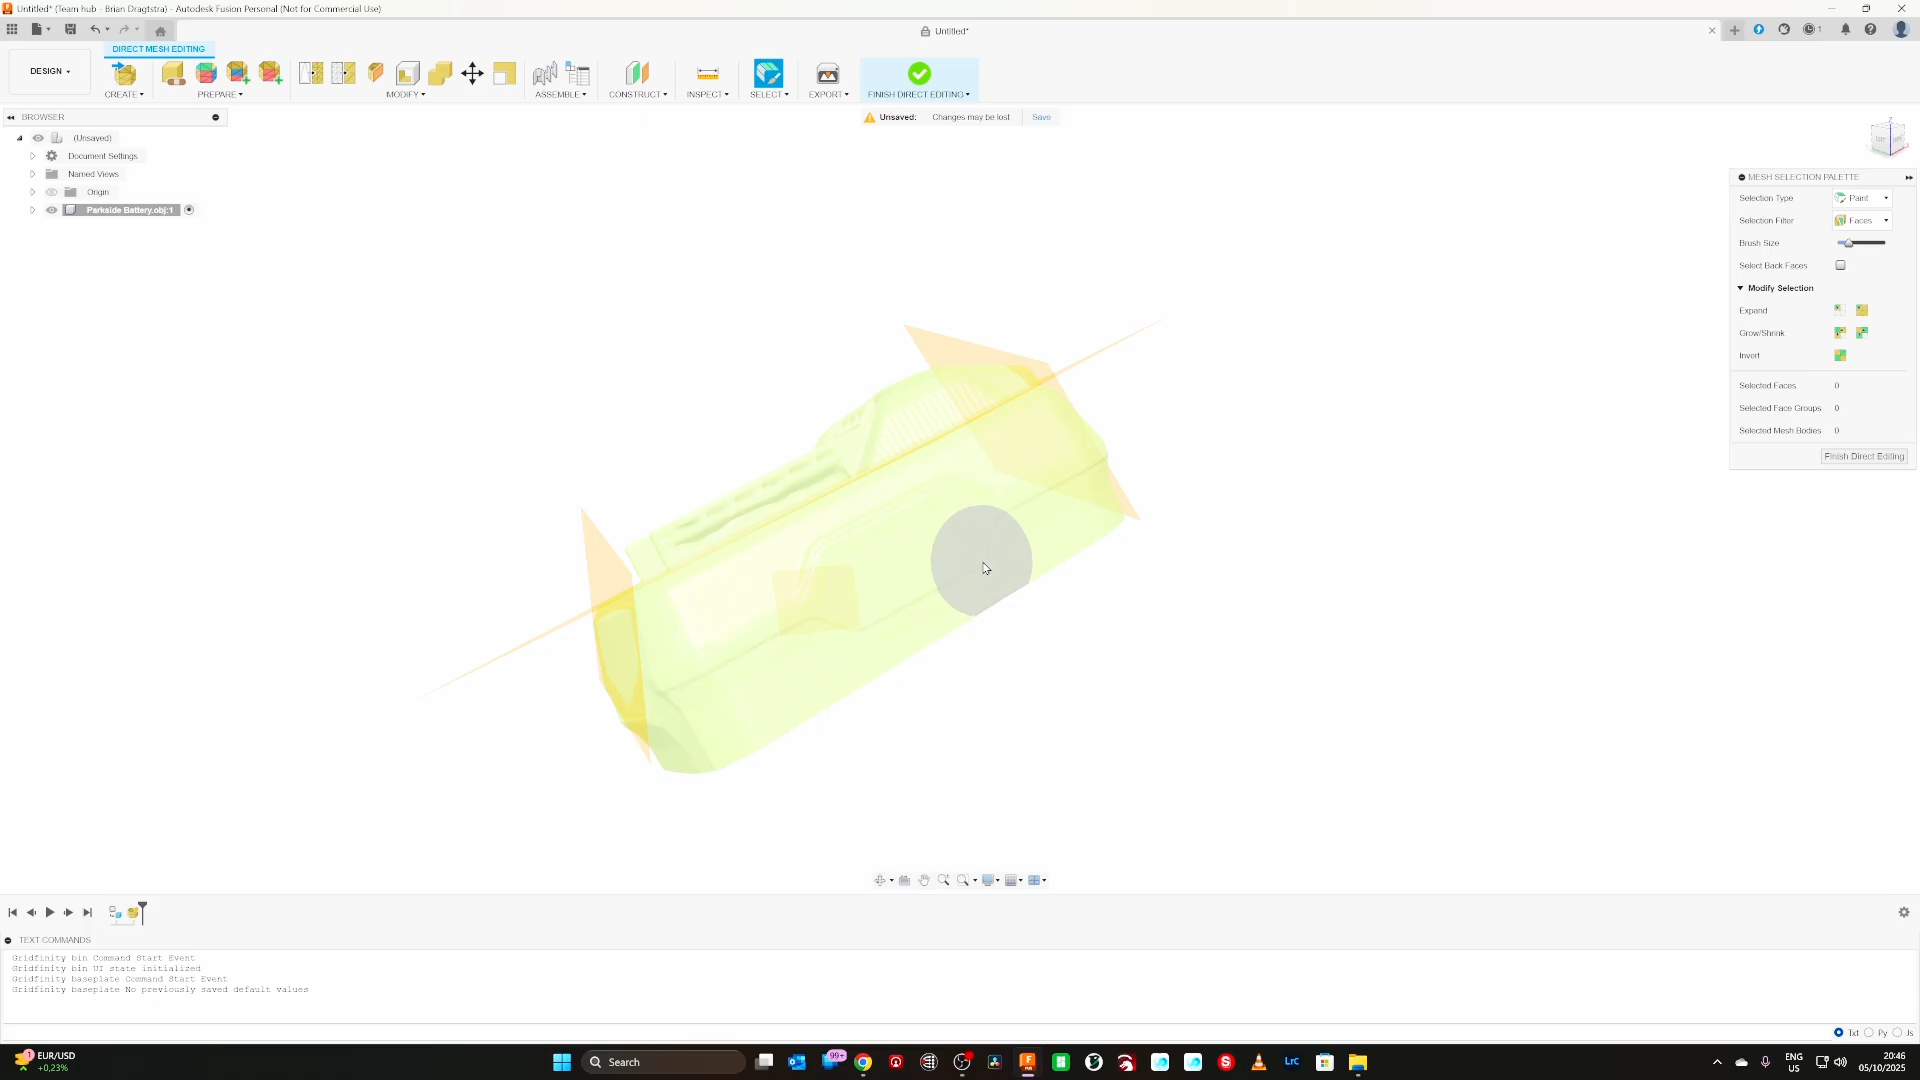 Untitled* (Team hub - Brian Dragtstra) - Autodesk Fusion Personal (Not for Commercial Use)
Untitled*
1
DESIGN
DIRECT MESH EDITING
CREATE
PREPARE
MODIFY
ASSEMBLE
CONSTRUCT
INSPECT
SELECT
EXPORT
FINISH DIRECT EDITING
BROWSER
Unsaved: Changes may be lost Save
(Unsaved)
Document Settings
Named Views
Origin
Parkside Battery.obj:1
Z
MESH SELECTION PALETTE
Selection Type Paint
Selection Filter Faces
Brush Size
Select Back Faces
Modify Selection
Expand
Grow/Shrink
Invert
Selected Faces 0
Selected Face Groups 0
Selected Mesh Bodies 0
Finish Direct Editing
TEXT COMMANDS
Gridfinity bin Command Start Event
Gridfinity bin UI state initialized
Gridfinity baseplate Command Start Event
Gridfinity baseplate No previously saved default values
Txt Py Js
1
EUR/USD
+0,23%
Search
99+
LrC
ENG
US
20:46
05/10/2025